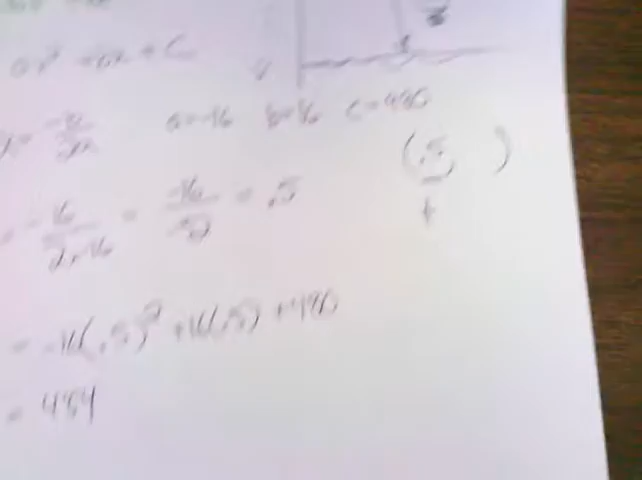 ax² + bx + C
x = -b/2a a=-16 b=16 c=480
(.5 )
= -16/2x-16 = -16/-32 = .5
t
= -16(.5)² + 16(.5) + 480
= 484